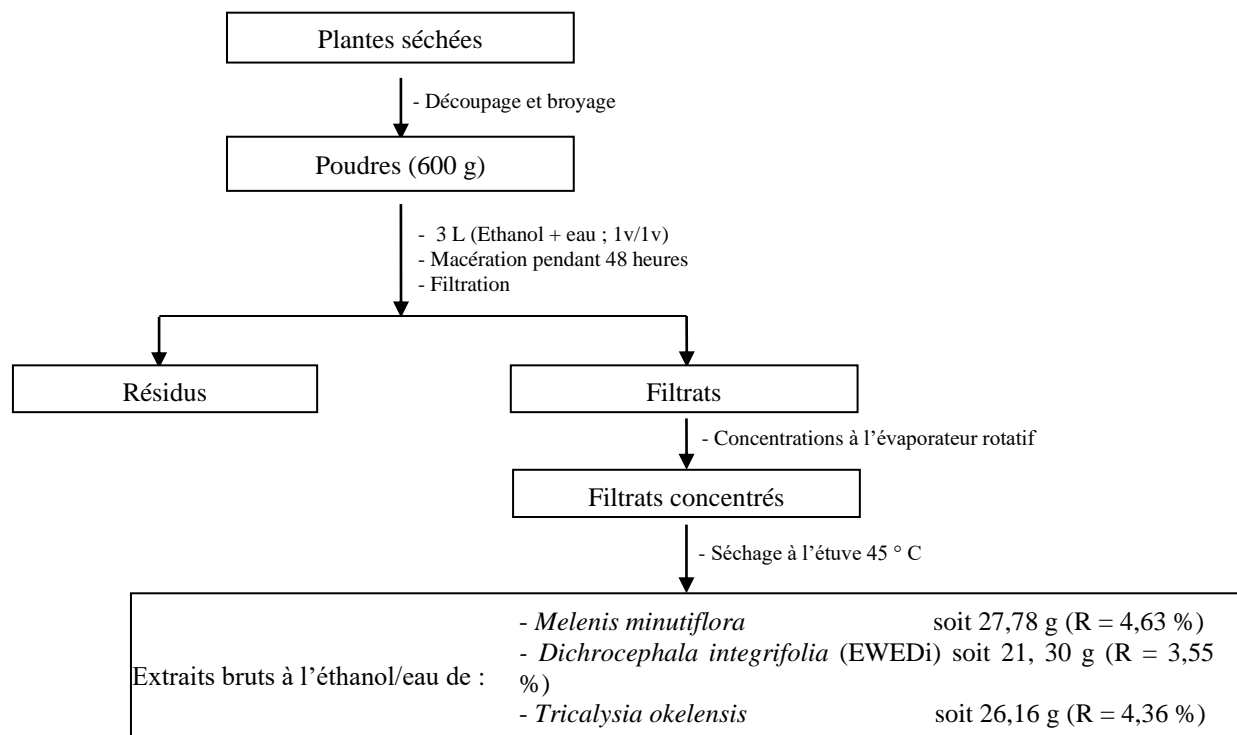 Plantes séchées
- Découpage et broyage
Poudres (600 g)
- 3 L (Ethanol + eau ; 1v/1v)
- Macération pendant 48 heures
- Filtration
Résidus
Filtrats
- Concentrations à l’évaporateur rotatif
Filtrats concentrés
- Séchage à l’étuve 45 ° C
Extraits bruts à l’éthanol/eau de :
- Melenis minutiflora soit 27,78 g (R = 4,63 %)
- Dichrocephala integrifolia (EWEDi) soit 21, 30 g (R = 3,55
%)
- Tricalysia okelensis soit 26,16 g (R = 4,36 %)